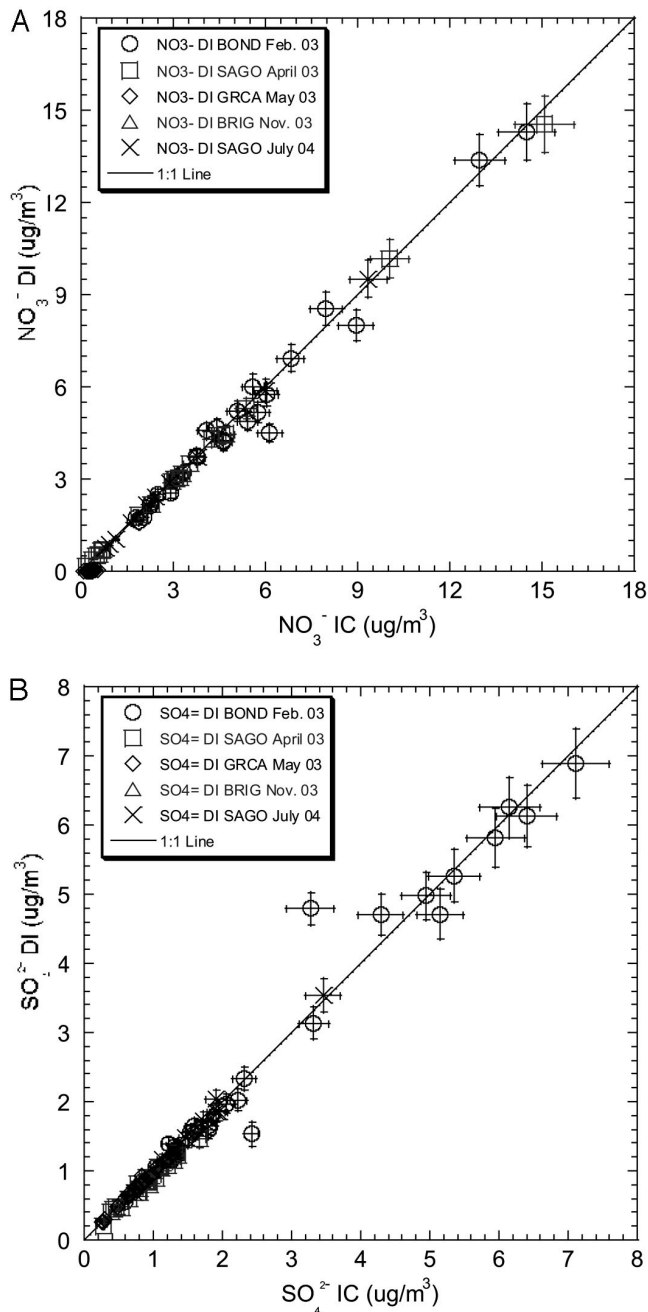 A
NO3- DI BOND Feb. 03
NO3- DI SAGO April 03
NO3- DI GRCA May 03
NO3- DI BRIG Nov. 03
NO3- DI SAGO July 04
1:1 Line
18
15
12
9
6
3
0
NO₃⁻ DI (ug/m³)
0 3 6 9 12 15 18
NO₃⁻ IC (ug/m³)
B
SO4= DI BOND Feb. 03
SO4= DI SAGO April 03
SO4= DI GRCA May 03
SO4= DI BRIG Nov. 03
SO4= DI SAGO July 04
1:1 Line
8
7
6
5
4
3
2
1
0
SO₄²⁻ DI (ug/m³)
0 1 2 3 4 5 6 7 8
SO₄²⁻ IC (ug/m³)